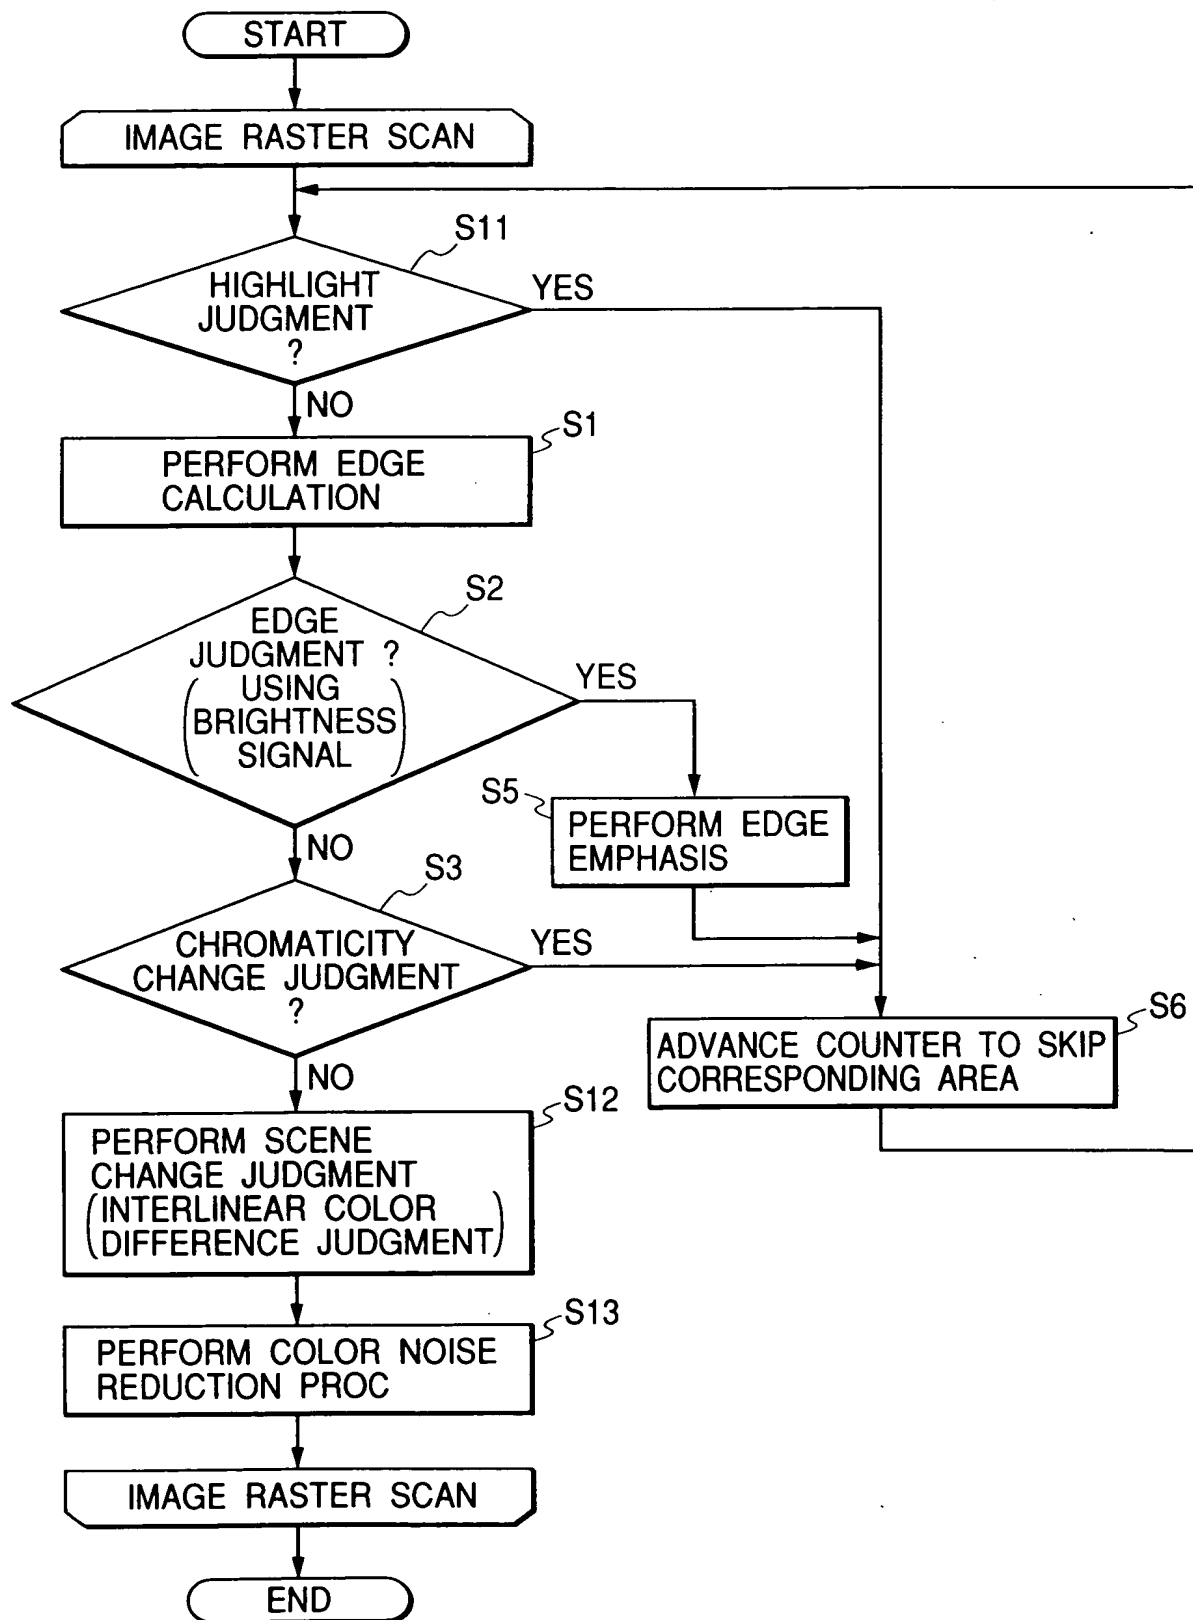 START
IMAGE RASTER SCAN
S11
HIGHLIGHT
JUDGMENT
?
YES
NO
S1
PERFORM EDGE
CALCULATION
S2
EDGE
JUDGMENT ?
(USING
BRIGHTNESS
SIGNAL)
YES
NO
S5
PERFORM EDGE
EMPHASIS
S3
CHROMATICITY
CHANGE JUDGMENT
?
YES
NO
S6
ADVANCE COUNTER TO SKIP
CORRESPONDING AREA
S12
PERFORM SCENE
CHANGE JUDGMENT
(INTERLINEAR COLOR
DIFFERENCE JUDGMENT)
S13
PERFORM COLOR NOISE
REDUCTION PROC
IMAGE RASTER SCAN
END